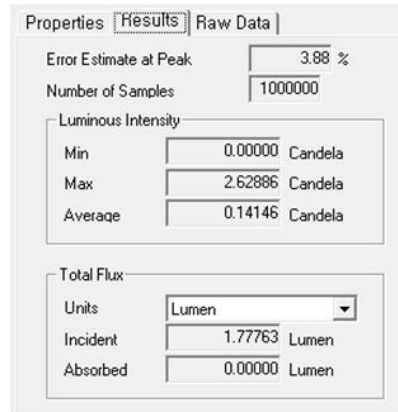 Properties Results Raw Data
Error Estimate at Peak 3.88 %
Number of Samples 1000000
Luminous Intensity
Min 0.00000 Candela
Max 2.62886 Candela
Average 0.14146 Candela
Total Flux
Units Lumen
Incident 1.77763 Lumen
Absorbed 0.00000 Lumen